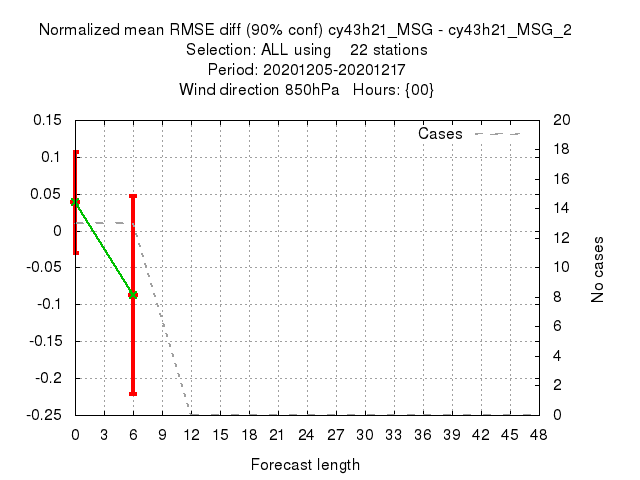 Normalized mean RMSE diff (90% conf) cy43h21_MSG - cy43h21_MSG_2
Selection: ALL using    22 stations
Period: 20201205-20201217
Wind direction 850hPa   Hours: {00}
Cases
0.15
0.1
0.05
0
-0.05
-0.1
-0.15
-0.2
-0.25
20
18
16
14
12
10
8
6
4
2
0
No cases
0 3 6 9 12 15 18 21 24 27 30 33 36 39 42 45 48
Forecast length